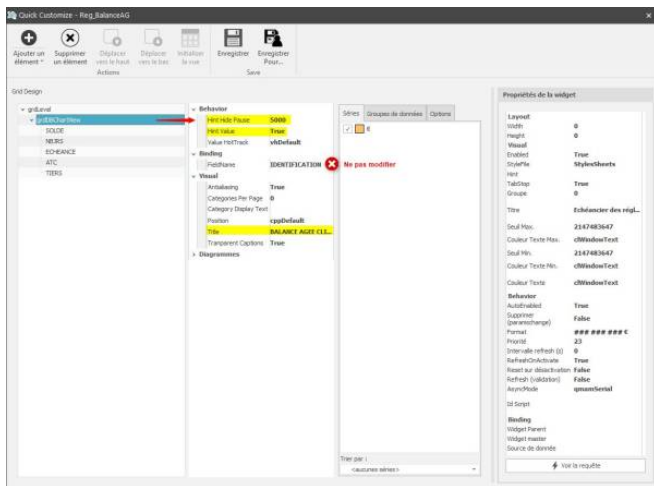 Quick Customize - Reg_BalanceAG
Ajouter un élément
Supprimer un élément
Déplacer vers le haut
Déplacer vers le bas
Initialiser la vue
Enregistrer
Enregistrer Pour...
Actions
Save
Grid Design
grdLevel
grdDBChartView
SOLDE
NBJRS
ECHEANCE
ATC
TIERS
Behavior
Hint Hide Pause 5000
Hint Value True
Value HotTrack vhDefault
Binding
FieldName IDENTIFICATION
Ne pas modifier
Visual
Antialiasing True
Categories Per Page 0
Category Display Text
Position cppDefault
Title BALANCE AGEE CLI...
Tranparent Captions True
Diagrammes
Séries Groupes de données Options
€
Trier par :
<aucunes séries>
Propriétés de la widget
Layout
Width 0
Height 0
Visual
Enabled True
StyleFile StylesSheets
Hint
TabStop True
Groupe 0
Titre Echéancier des régl...
Seuil Max. 2147483647
Couleur Texte Max. clWindowText
Seuil Min. 2147483647
Couleur Texte Min. clWindowText
Couleur Texte clWindowText
Behavior
AutoEnabled True
Supprimer (paramschange) False
Format ### ### ### €
Priorité 23
Intervalle refresh (s) 0
RefreshOnActivate True
Reset sur désactivation False
Refresh (validation) False
AsyncMode qmamSerial
Id Script
Binding
Widget Parent
Widget master
Source de donnée
Voir la requête